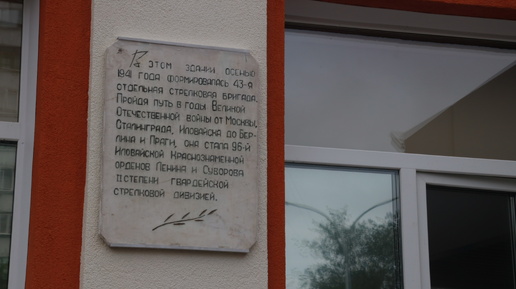 В этом здании осенью
1941 года формировалась 43-я
отдельная стрелковая бригада.
Пройдя путь в годы Великой
Отечественной войны от Москвы,
Сталинграда, Иловайска до Бер-
лина и Праги, она стала 96-й
Иловайской Краснознаменной
орденов Ленина и Суворова
II степени гвардейской
стрелковой дивизией.